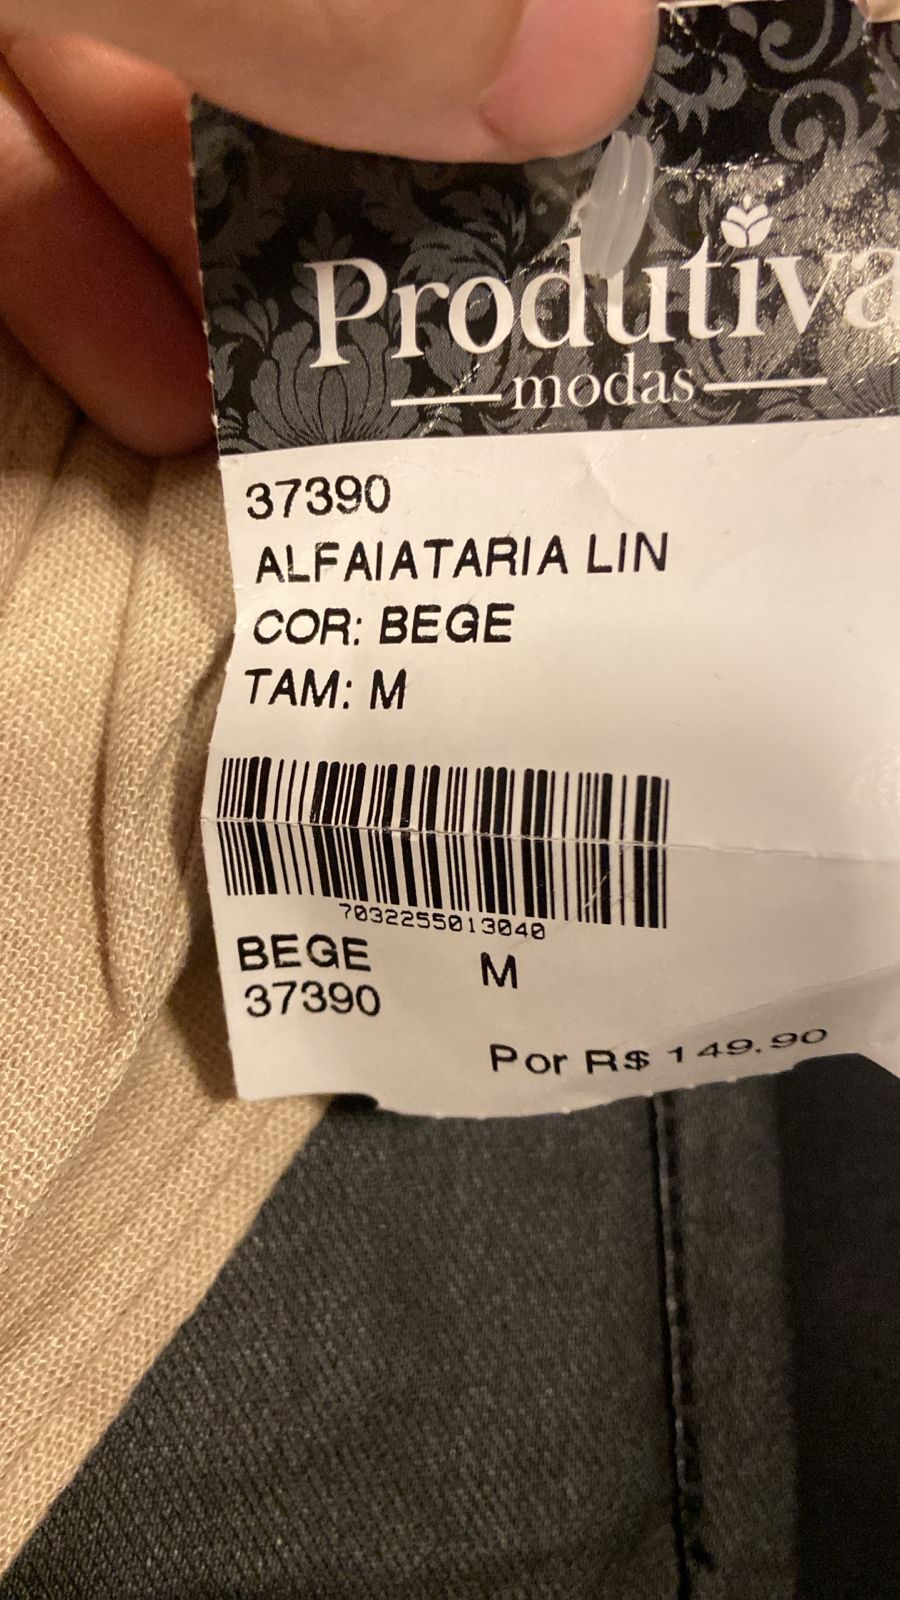 Produtiva
modas
37390
ALFAIATARIA LIN
COR: BEGE
TAM: M
7032255013040
BEGE M
37390
Por R$ 149.90